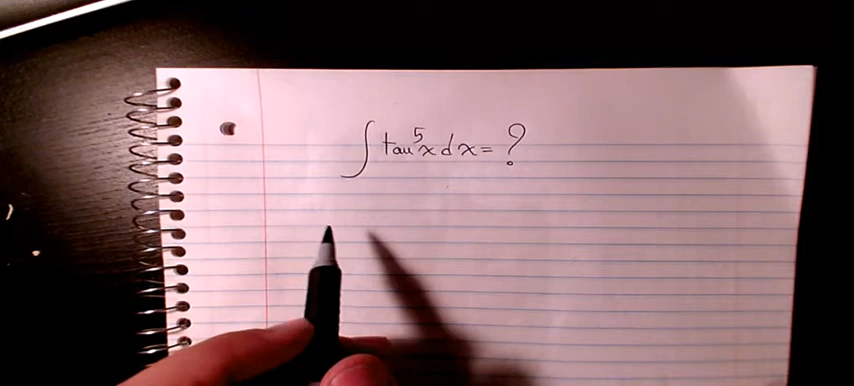 ∫ tan⁵x dx = ?